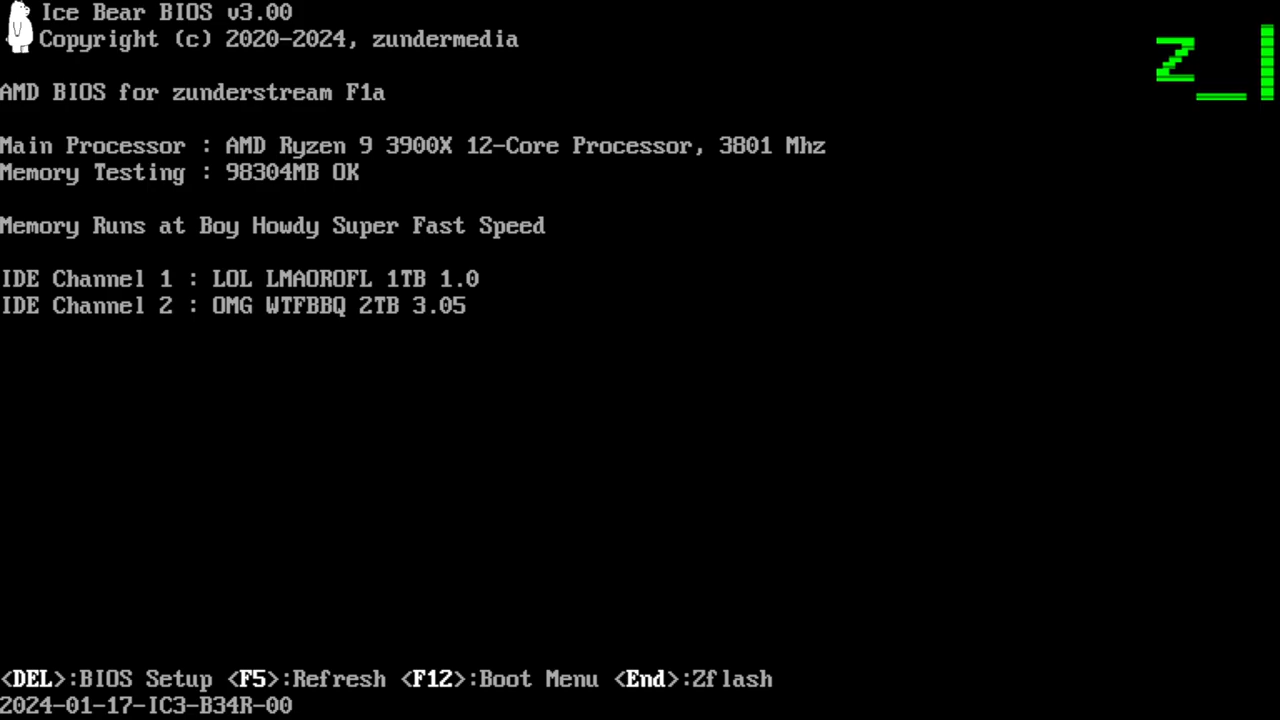 Ice Bear BIOS v3.00
Copyright (c) 2020-2024, zundermedia
z_|
AMD BIOS for zunderstream F1a
Main Processor : AMD Ryzen 9 3900X 12-Core Processor, 3801 Mhz
Memory Testing : 98304MB OK
Memory Runs at Boy Howdy Super Fast Speed
IDE Channel 1 : LOL LMAOROFL 1TB 1.0
IDE Channel 2 : OMG WTFBBQ 2TB 3.05
<DEL>:BIOS Setup <F5>:Refresh <F12>:Boot Menu <End>:Zflash
2024-01-17-IC3-B34R-00